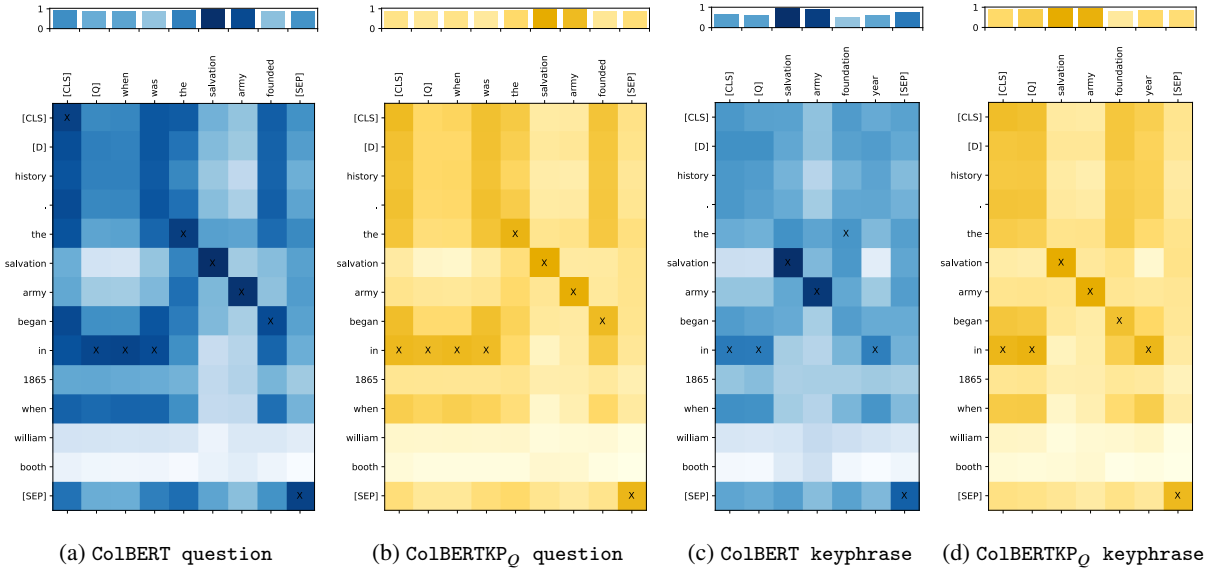 1
0
[CLS] [Q] when was the salvation army founded [SEP]
[CLS] X
[D]
history
.
the X
salvation X
army X
began X
in X X X
1865
when
william
booth
[SEP] X
(a) ColBERT question
1
0
[CLS] [Q] when was the salvation army founded [SEP]
[CLS]
[D]
history
.
the X
salvation X
army X
began X
in X X X X
1865
when
william
booth
[SEP] X
(b) ColBERTKP_Q question
1
0
[CLS] [Q] salvation army foundation year [SEP]
[CLS]
[D]
history
.
the X
salvation X
army X
began
in X X X
1865
when
william
booth
[SEP] X
(c) ColBERT keyphrase
1
0
[CLS] [Q] salvation army foundation year [SEP]
[CLS]
[D]
history
.
the
salvation X
army X
began X
in X X X
1865
when
william
booth
[SEP] X
(d) ColBERTKP_Q keyphrase